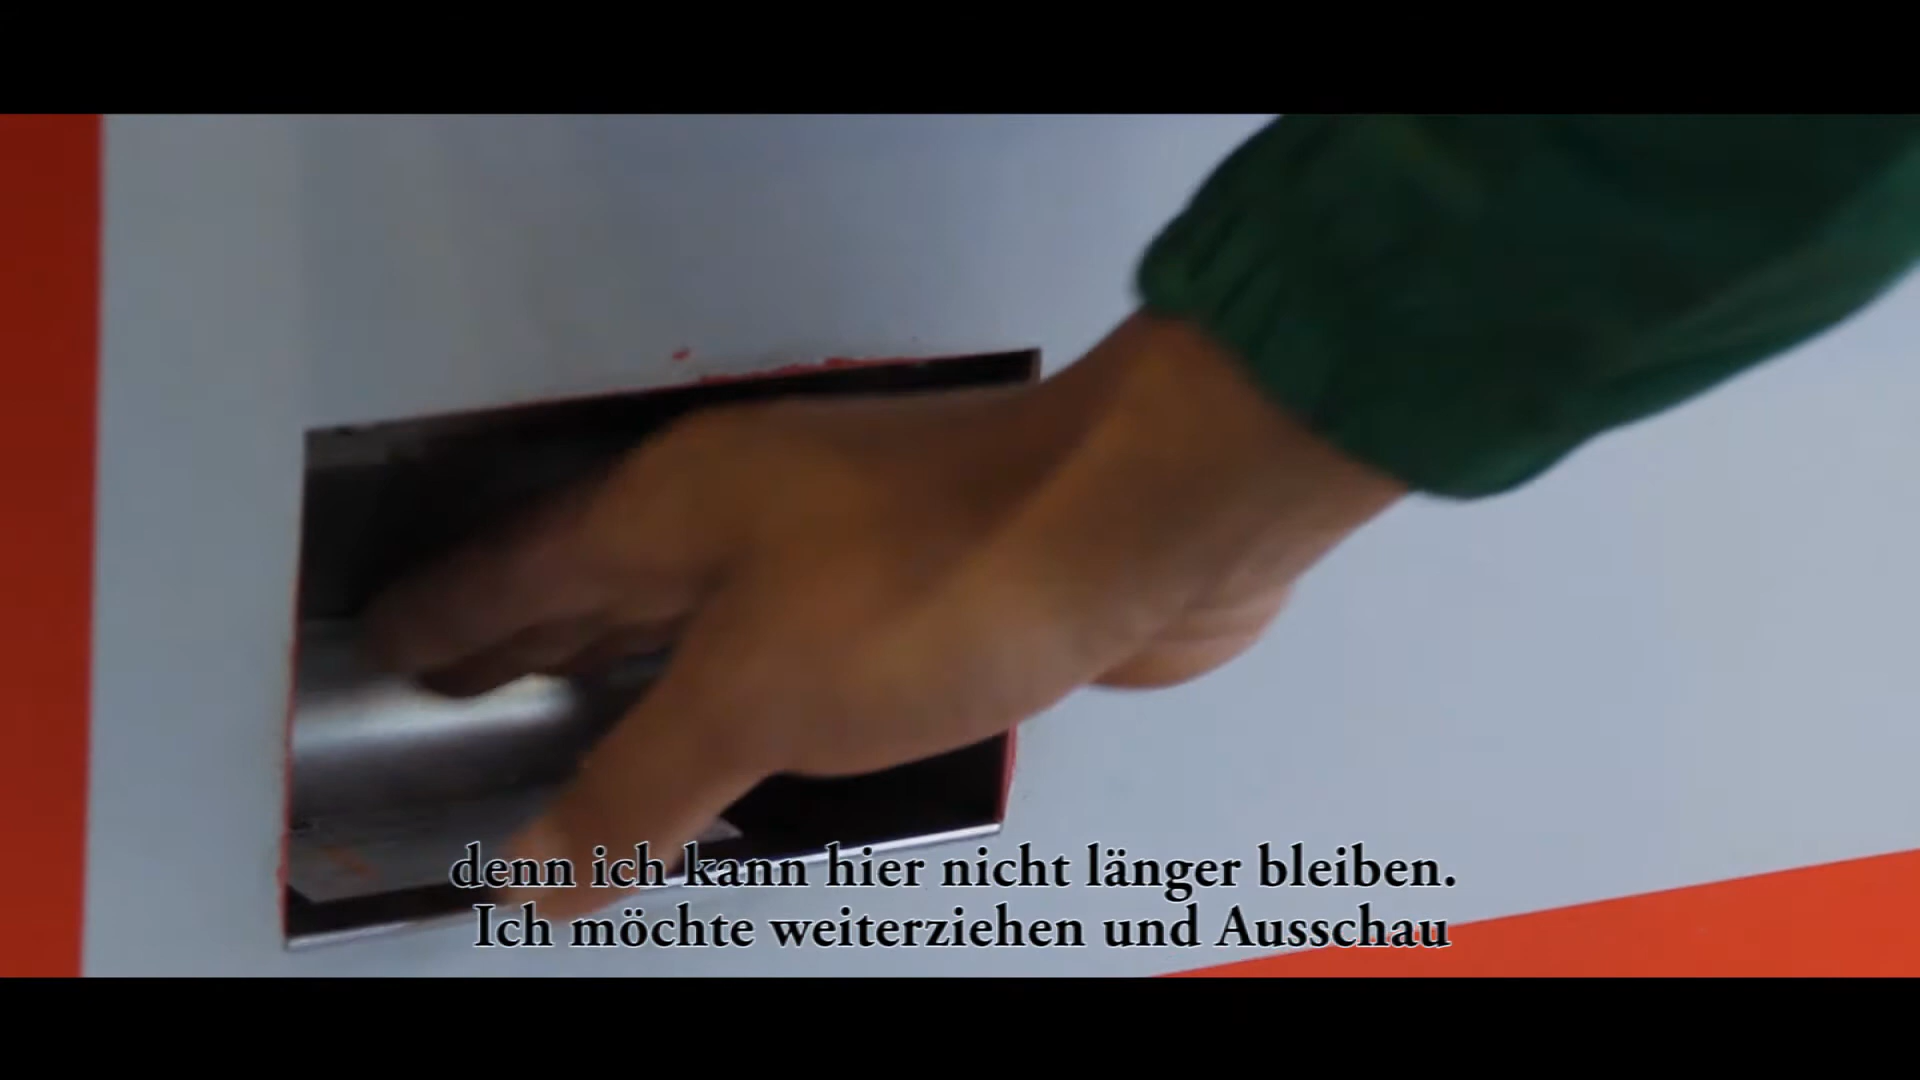 denn ich kann hier nicht länger bleiben.
Ich möchte weiterziehen und Ausschau